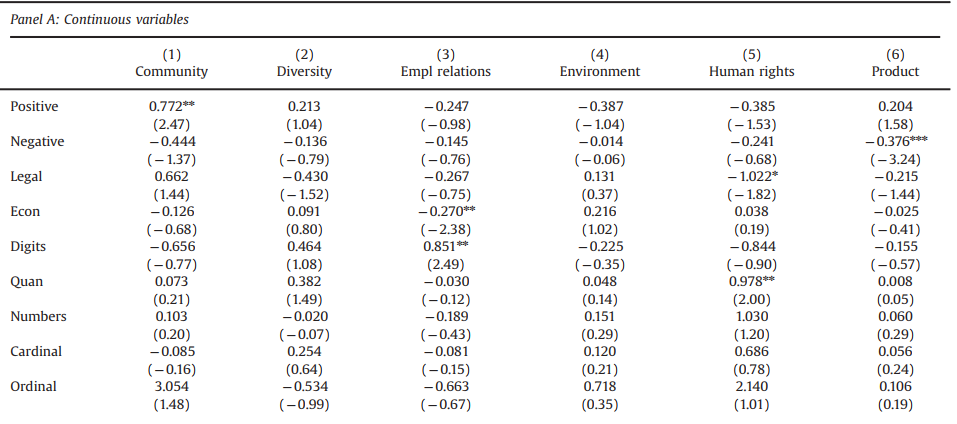 Panel A: Continuous variables
(1) (2) (3) (4) (5) (6)
Community Diversity Empl relations Environment Human rights Product
Positive 0.772** 0.213 −0.247 −0.387 −0.385 0.204
(2.47) (1.04) (−0.98) (−1.04) (−1.53) (1.58)
Negative −0.444 −0.136 −0.145 −0.014 −0.241 −0.376***
(−1.37) (−0.79) (−0.76) (−0.06) (−0.68) (−3.24)
Legal 0.662 −0.430 −0.267 0.131 −1.022* −0.215
(1.44) (−1.52) (−0.75) (0.37) (−1.82) (−1.44)
Econ −0.126 0.091 −0.270** 0.216 0.038 −0.025
(−0.68) (0.80) (−2.38) (1.02) (0.19) (−0.41)
Digits −0.656 0.464 0.851** −0.225 −0.844 −0.155
(−0.77) (1.08) (2.49) (−0.35) (−0.90) (−0.57)
Quan 0.073 0.382 −0.030 0.048 0.978** 0.008
(0.21) (1.49) (−0.12) (0.14) (2.00) (0.05)
Numbers 0.103 −0.020 −0.189 0.151 1.030 0.060
(0.20) (−0.07) (−0.43) (0.29) (1.20) (0.29)
Cardinal −0.085 0.254 −0.081 0.120 0.686 0.056
(−0.16) (0.64) (−0.15) (0.21) (0.78) (0.24)
Ordinal 3.054 −0.534 −0.663 0.718 2.140 0.106
(1.48) (−0.99) (−0.67) (0.35) (1.01) (0.19)